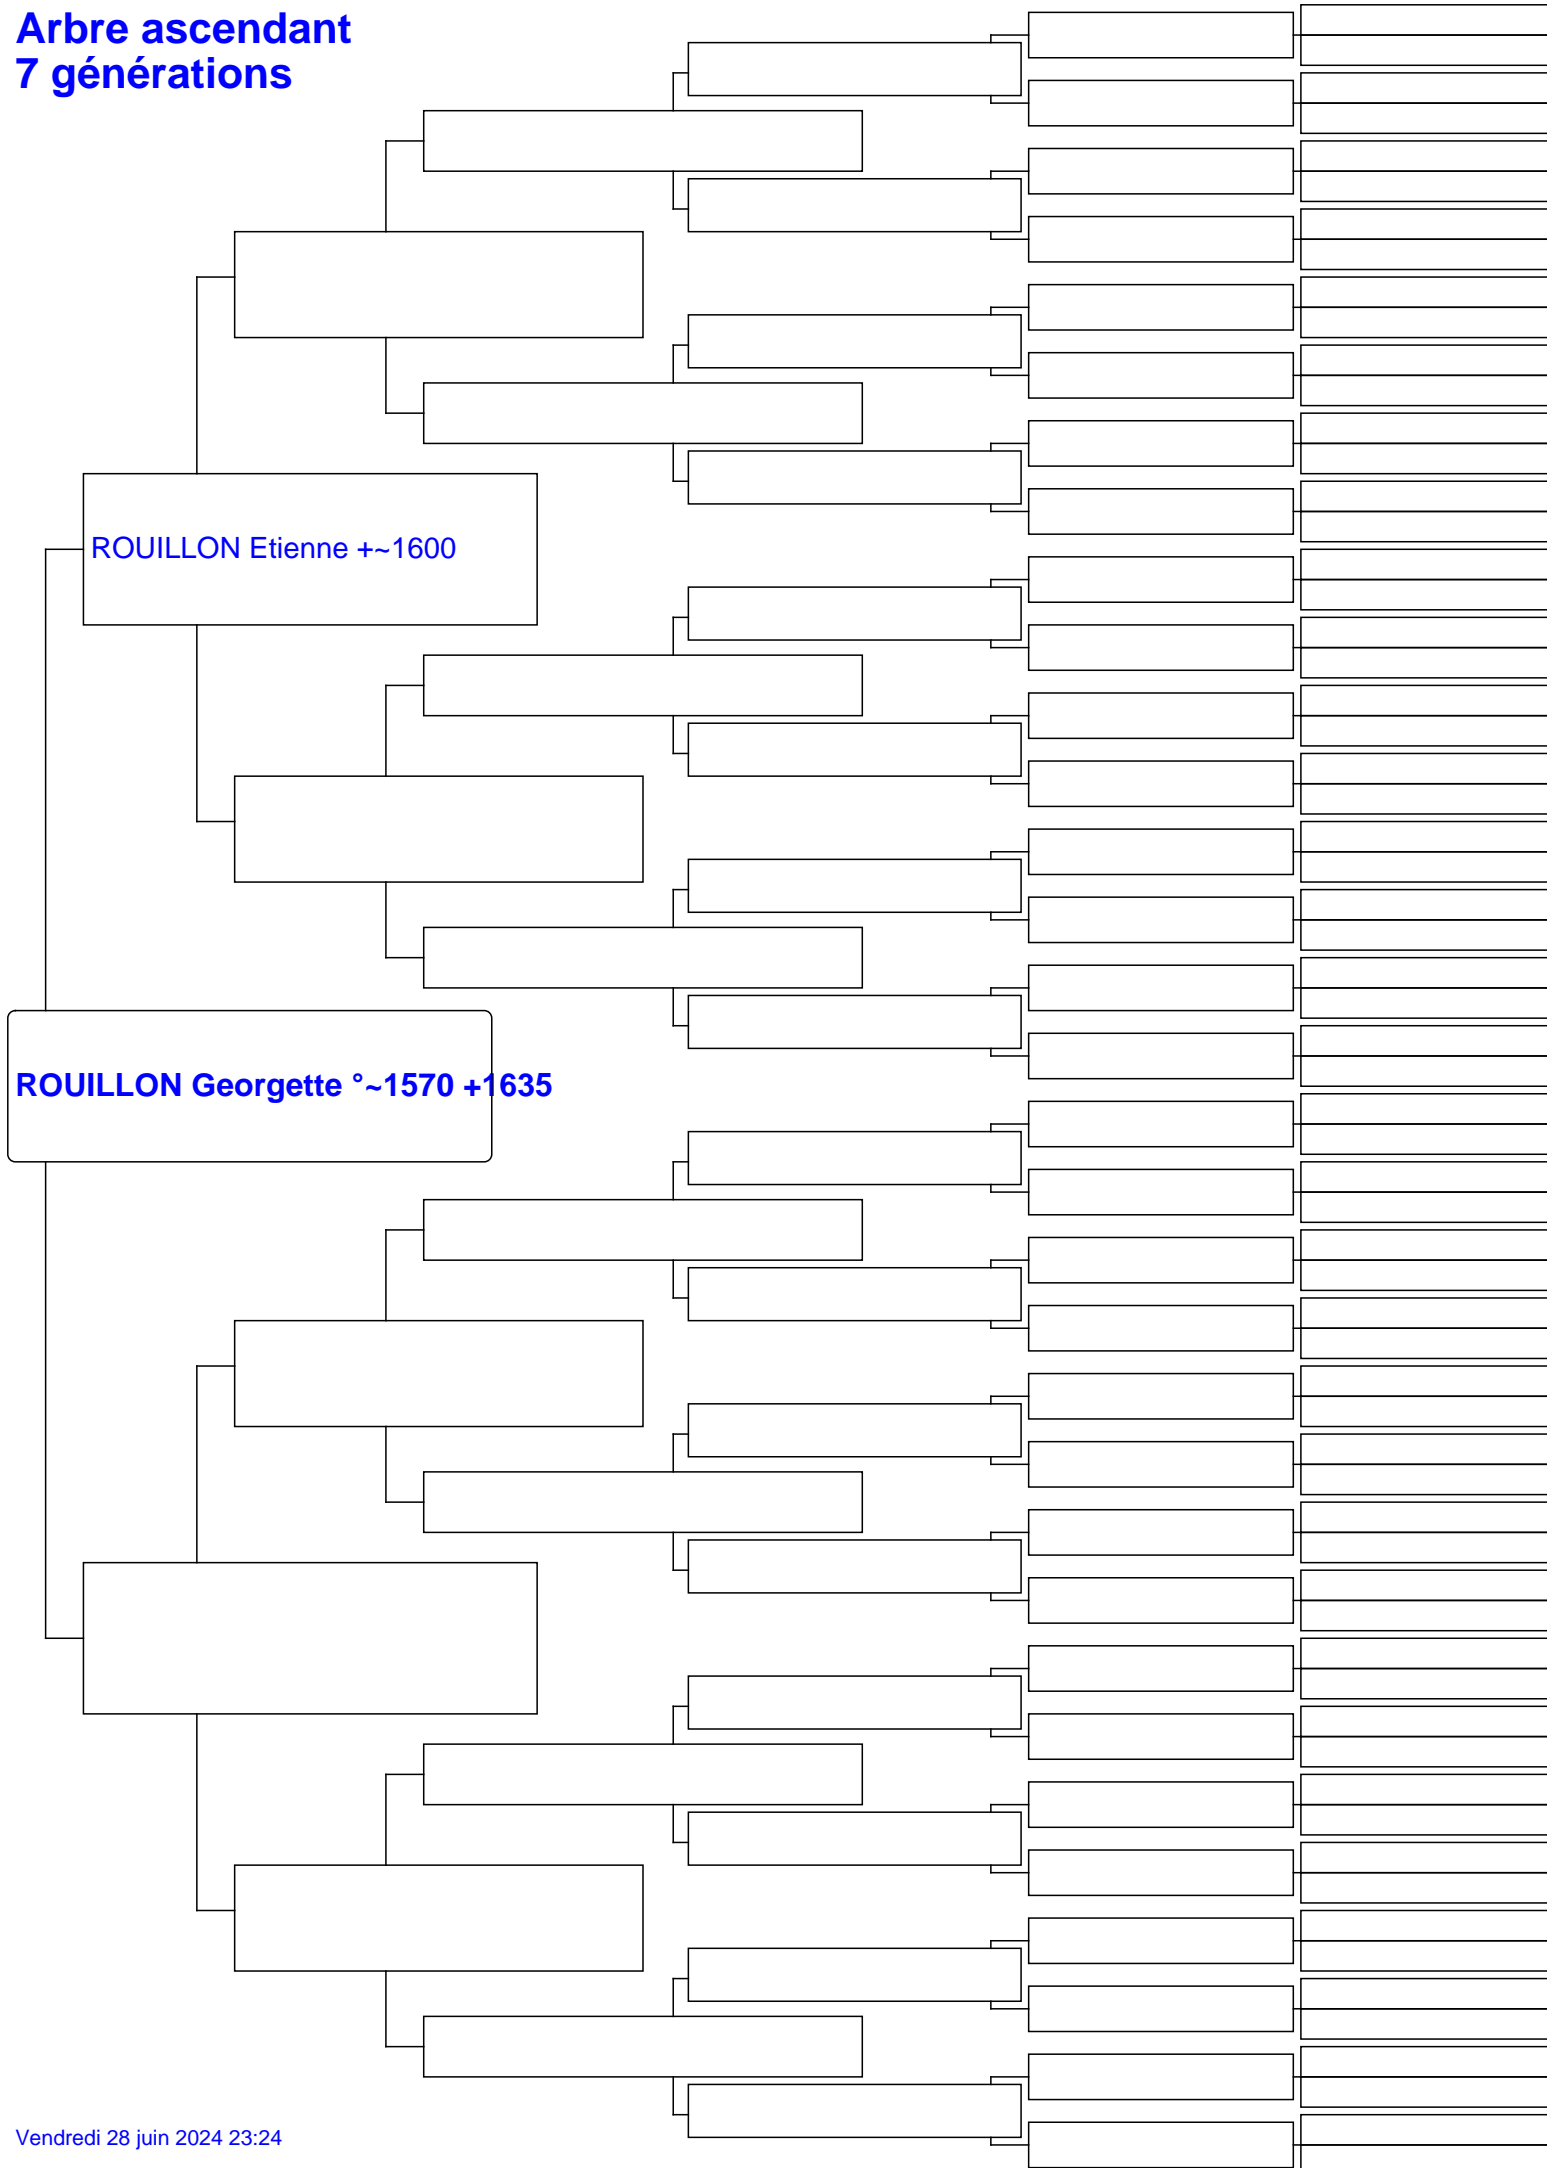 Arbre ascendant
7 générations
ROUILLON Etienne +~1600
ROUILLON Georgette °~1570 +1635
Vendredi 28 juin 2024 23:24